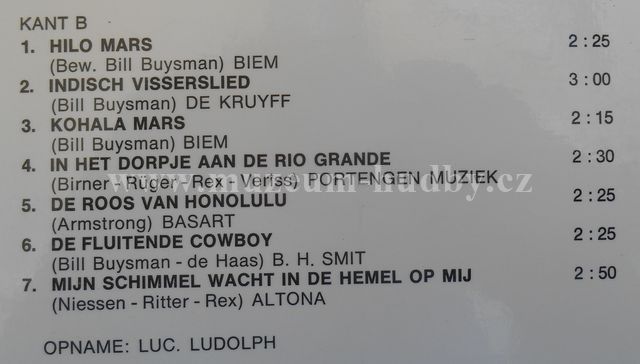 KANT B
1. HILO MARS 2:25
(Bew. Bill Buysman) BIEM
2. INDISCH VISSERSLIED 3:00
(Bill Buysman) DE KRUYFF
3. KOHALA MARS 2:15
(Bill Buysman) BIEM
4. IN HET DORPJE AAN DE RIO GRANDE 2:30
(Birner - Rüger - Rex - Veriss) PORTENGEN MUZIEK
www.museum-hudby.cz
5. DE ROOS VAN HONOLULU 2:25
(Armstrong) BASART
6. DE FLUITENDE COWBOY 2:25
(Bill Buysman - de Haas) B. H. SMIT
7. MIJN SCHIMMEL WACHT IN DE HEMEL OP MIJ 2:50
(Niessen - Ritter - Rex) ALTONA
OPNAME: LUC. LUDOLPH